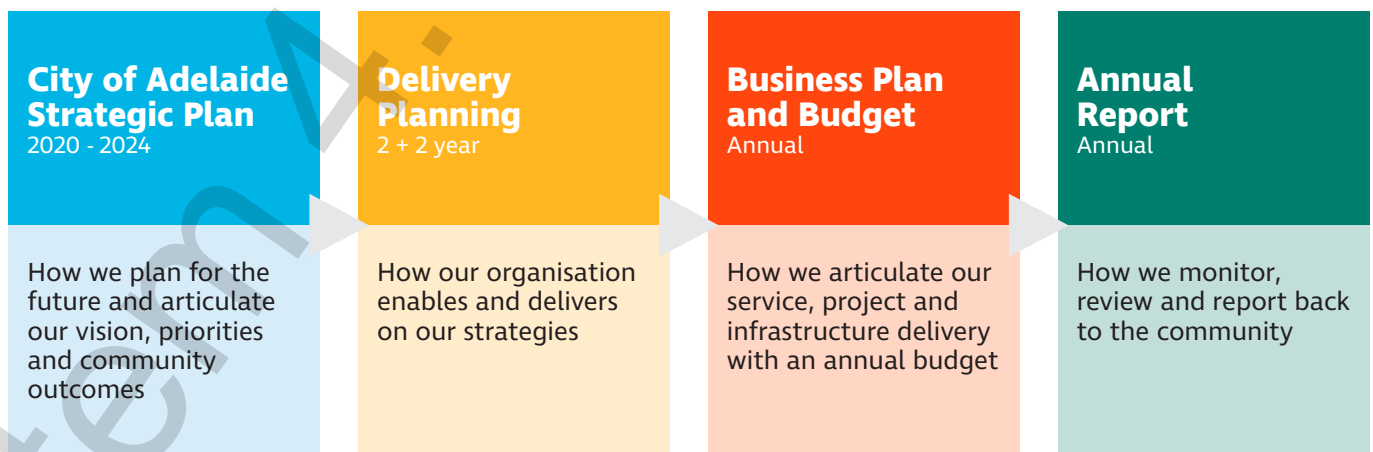 City of Adelaide
Strategic Plan
2020 - 2024
How we plan for the
future and articulate
our vision, priorities
and community
outcomes
Delivery
Planning
2 + 2 year
How our organisation
enables and delivers
on our strategies
Business Plan
and Budget
Annual
How we articulate our
service, project and
infrastructure delivery
with an annual budget
Annual
Report
Annual
How we monitor,
review and report back
to the community